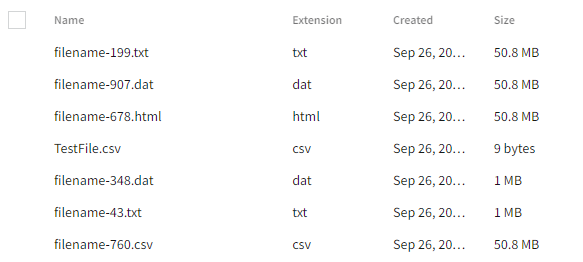 Name Extension Created Size
filename-199.txt txt Sep 26, 20... 50.8 MB
filename-907.dat dat Sep 26, 20... 50.8 MB
filename-678.html html Sep 26, 20... 50.8 MB
TestFile.csv csv Sep 26, 20... 9 bytes
filename-348.dat dat Sep 26, 20... 1 MB
filename-43.txt txt Sep 26, 20... 1 MB
filename-760.csv csv Sep 26, 20... 50.8 MB